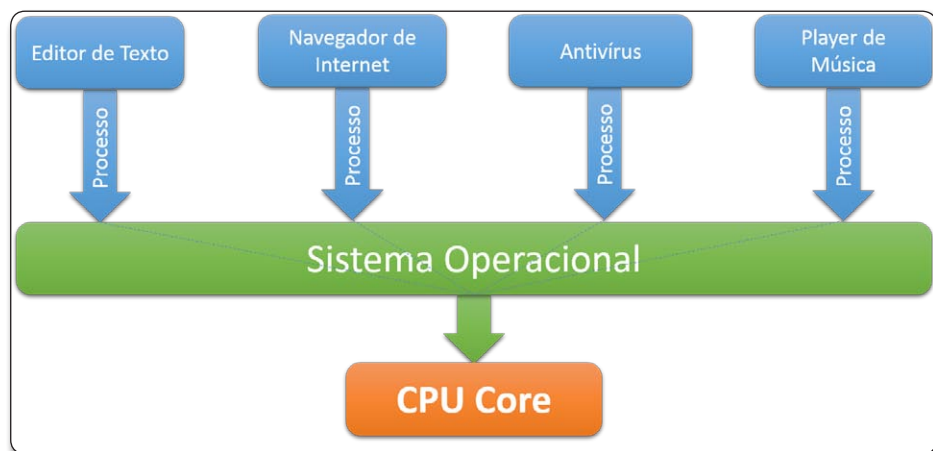 Editor de Texto
Navegador de
Internet
Antivírus
Player de
Música
Processo
Processo
Processo
Processo
Sistema Operacional
CPU Core